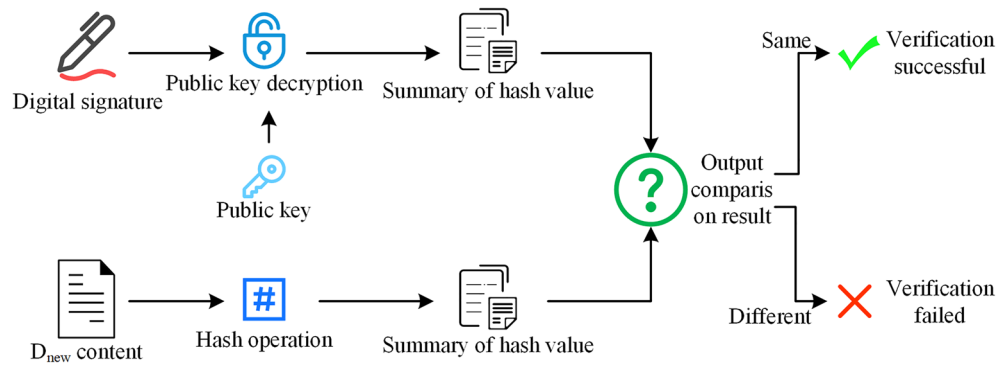 Digital signature
Public key decryption
Summary of hash value
Public key
?
Output
comparis
on result
Same
Verification
successful
Different
Verification
failed
Dnew content
#
Hash operation
Summary of hash value